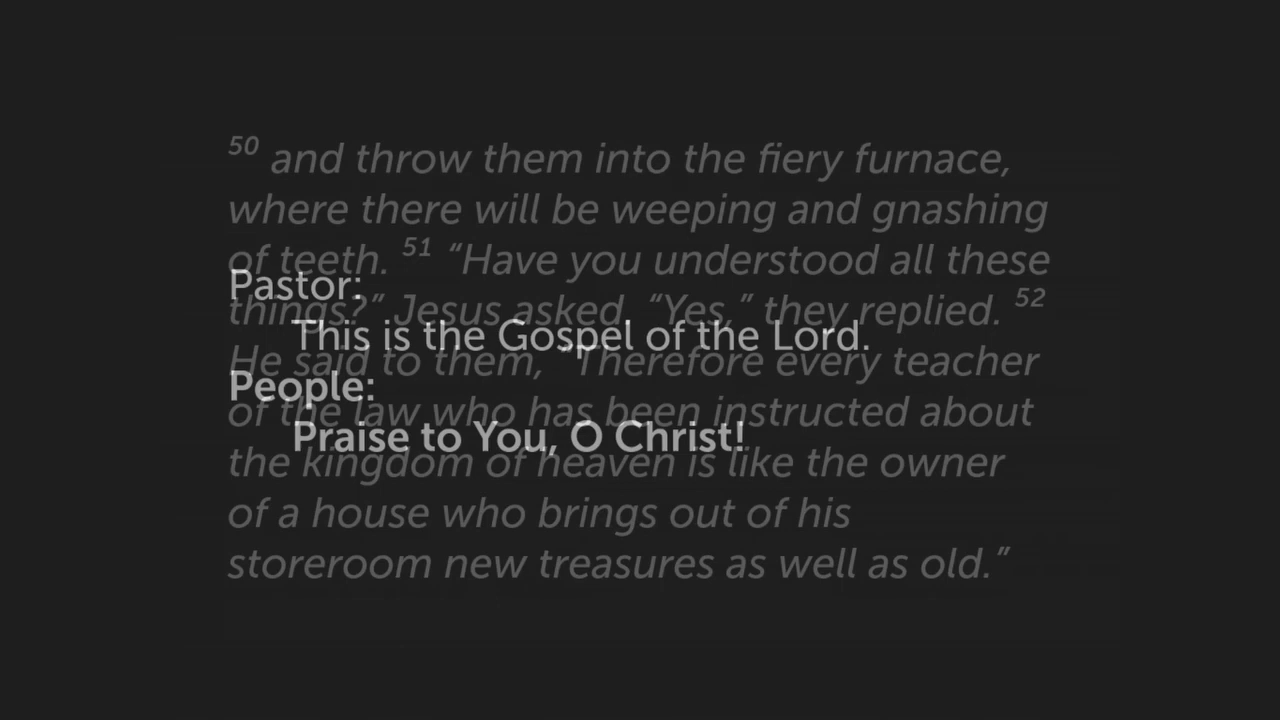 50 and throw them into the fiery furnace,
where there will be weeping and gnashing
of teeth. 51 “Have you understood all these
things?” Jesus asked. “Yes,” they replied. 52
He said to them, “Therefore every teacher
of the law who has been instructed about
the kingdom of heaven is like the owner
of a house who brings out of his
storeroom new treasures as well as old.”
Pastor:
This is the Gospel of the Lord.
People:
Praise to You, O Christ!